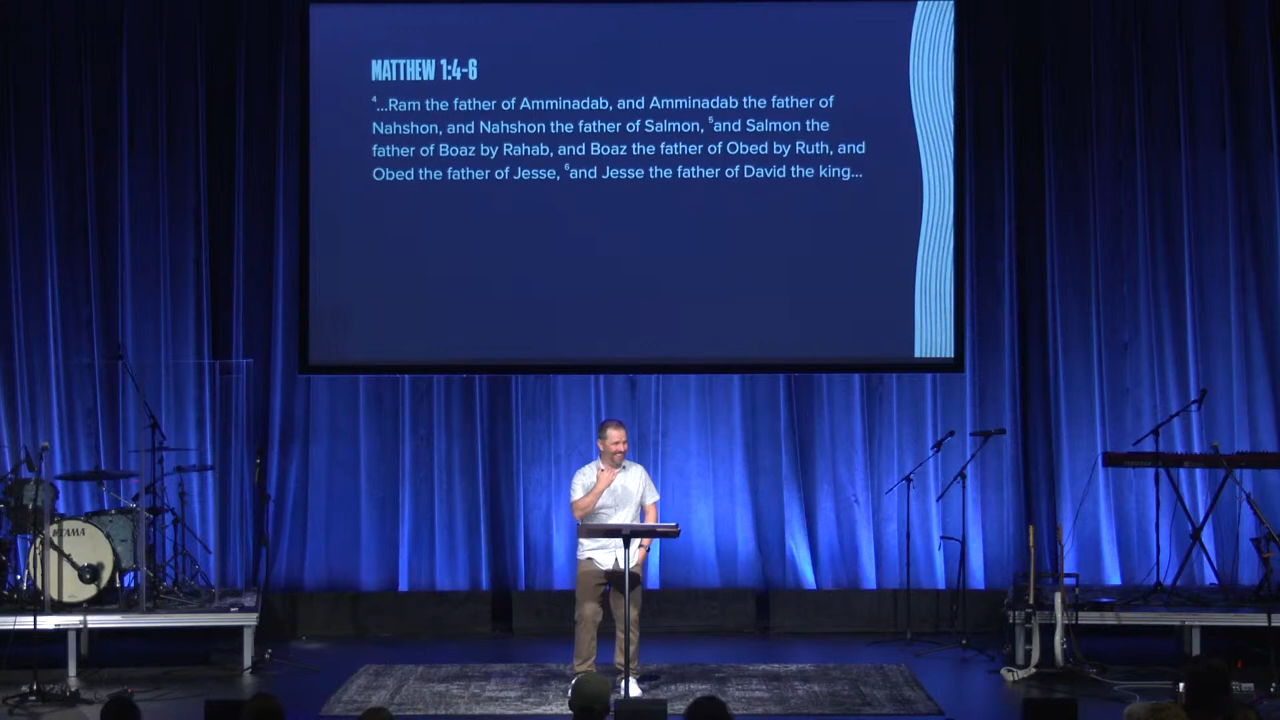 MATTHEW 1:4-6
⁴...Ram the father of Amminadab, and Amminadab the father of
Nahshon, and Nahshon the father of Salmon, ⁵and Salmon the
father of Boaz by Rahab, and Boaz the father of Obed by Ruth, and
Obed the father of Jesse, ⁶and Jesse the father of David the king...
TAMA